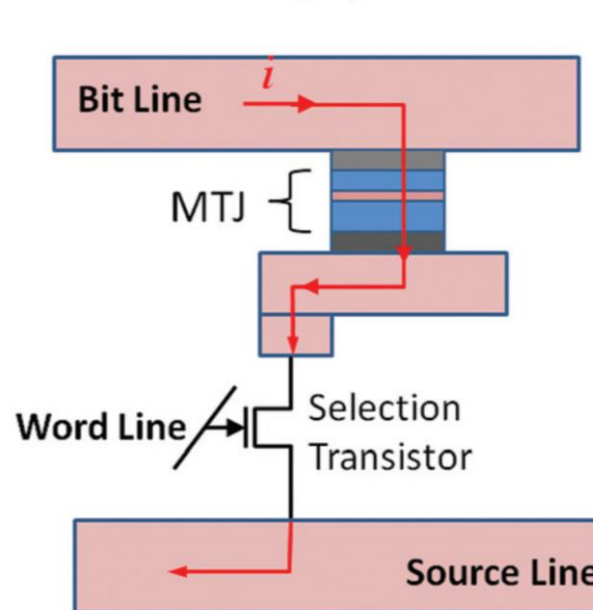 i
Bit Line
MTJ
Selection
Word Line
Transistor
Source Line